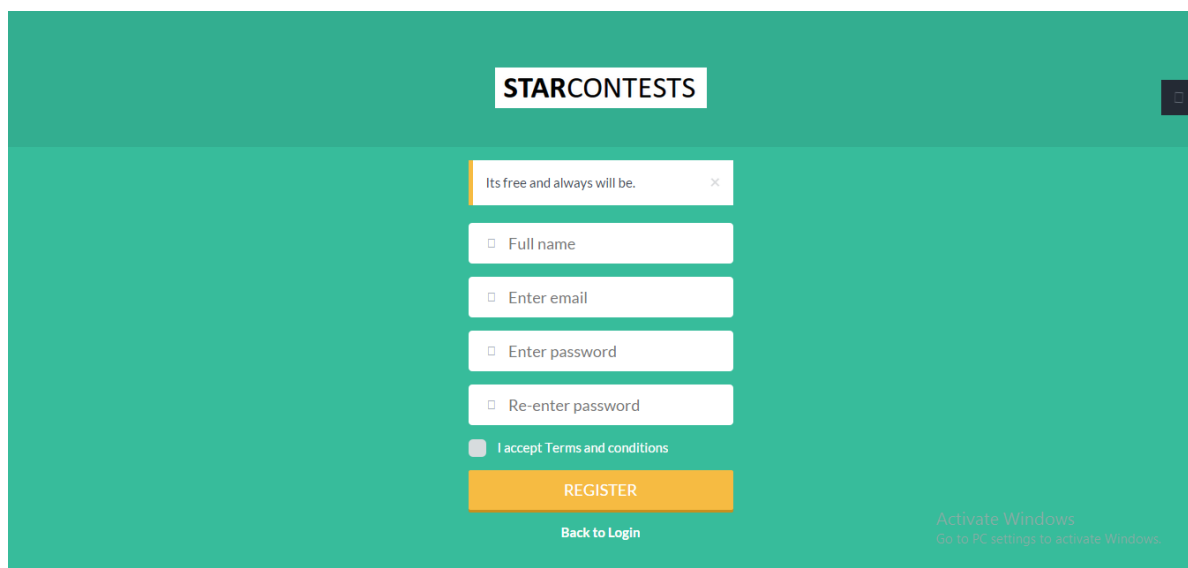 STARCONTESTS
Its free and always will be. ×
Full name
Enter email
Enter password
Re-enter password
I accept Terms and conditions
REGISTER
Back to Login
Activate Windows
Go to PC settings to activate Windows.